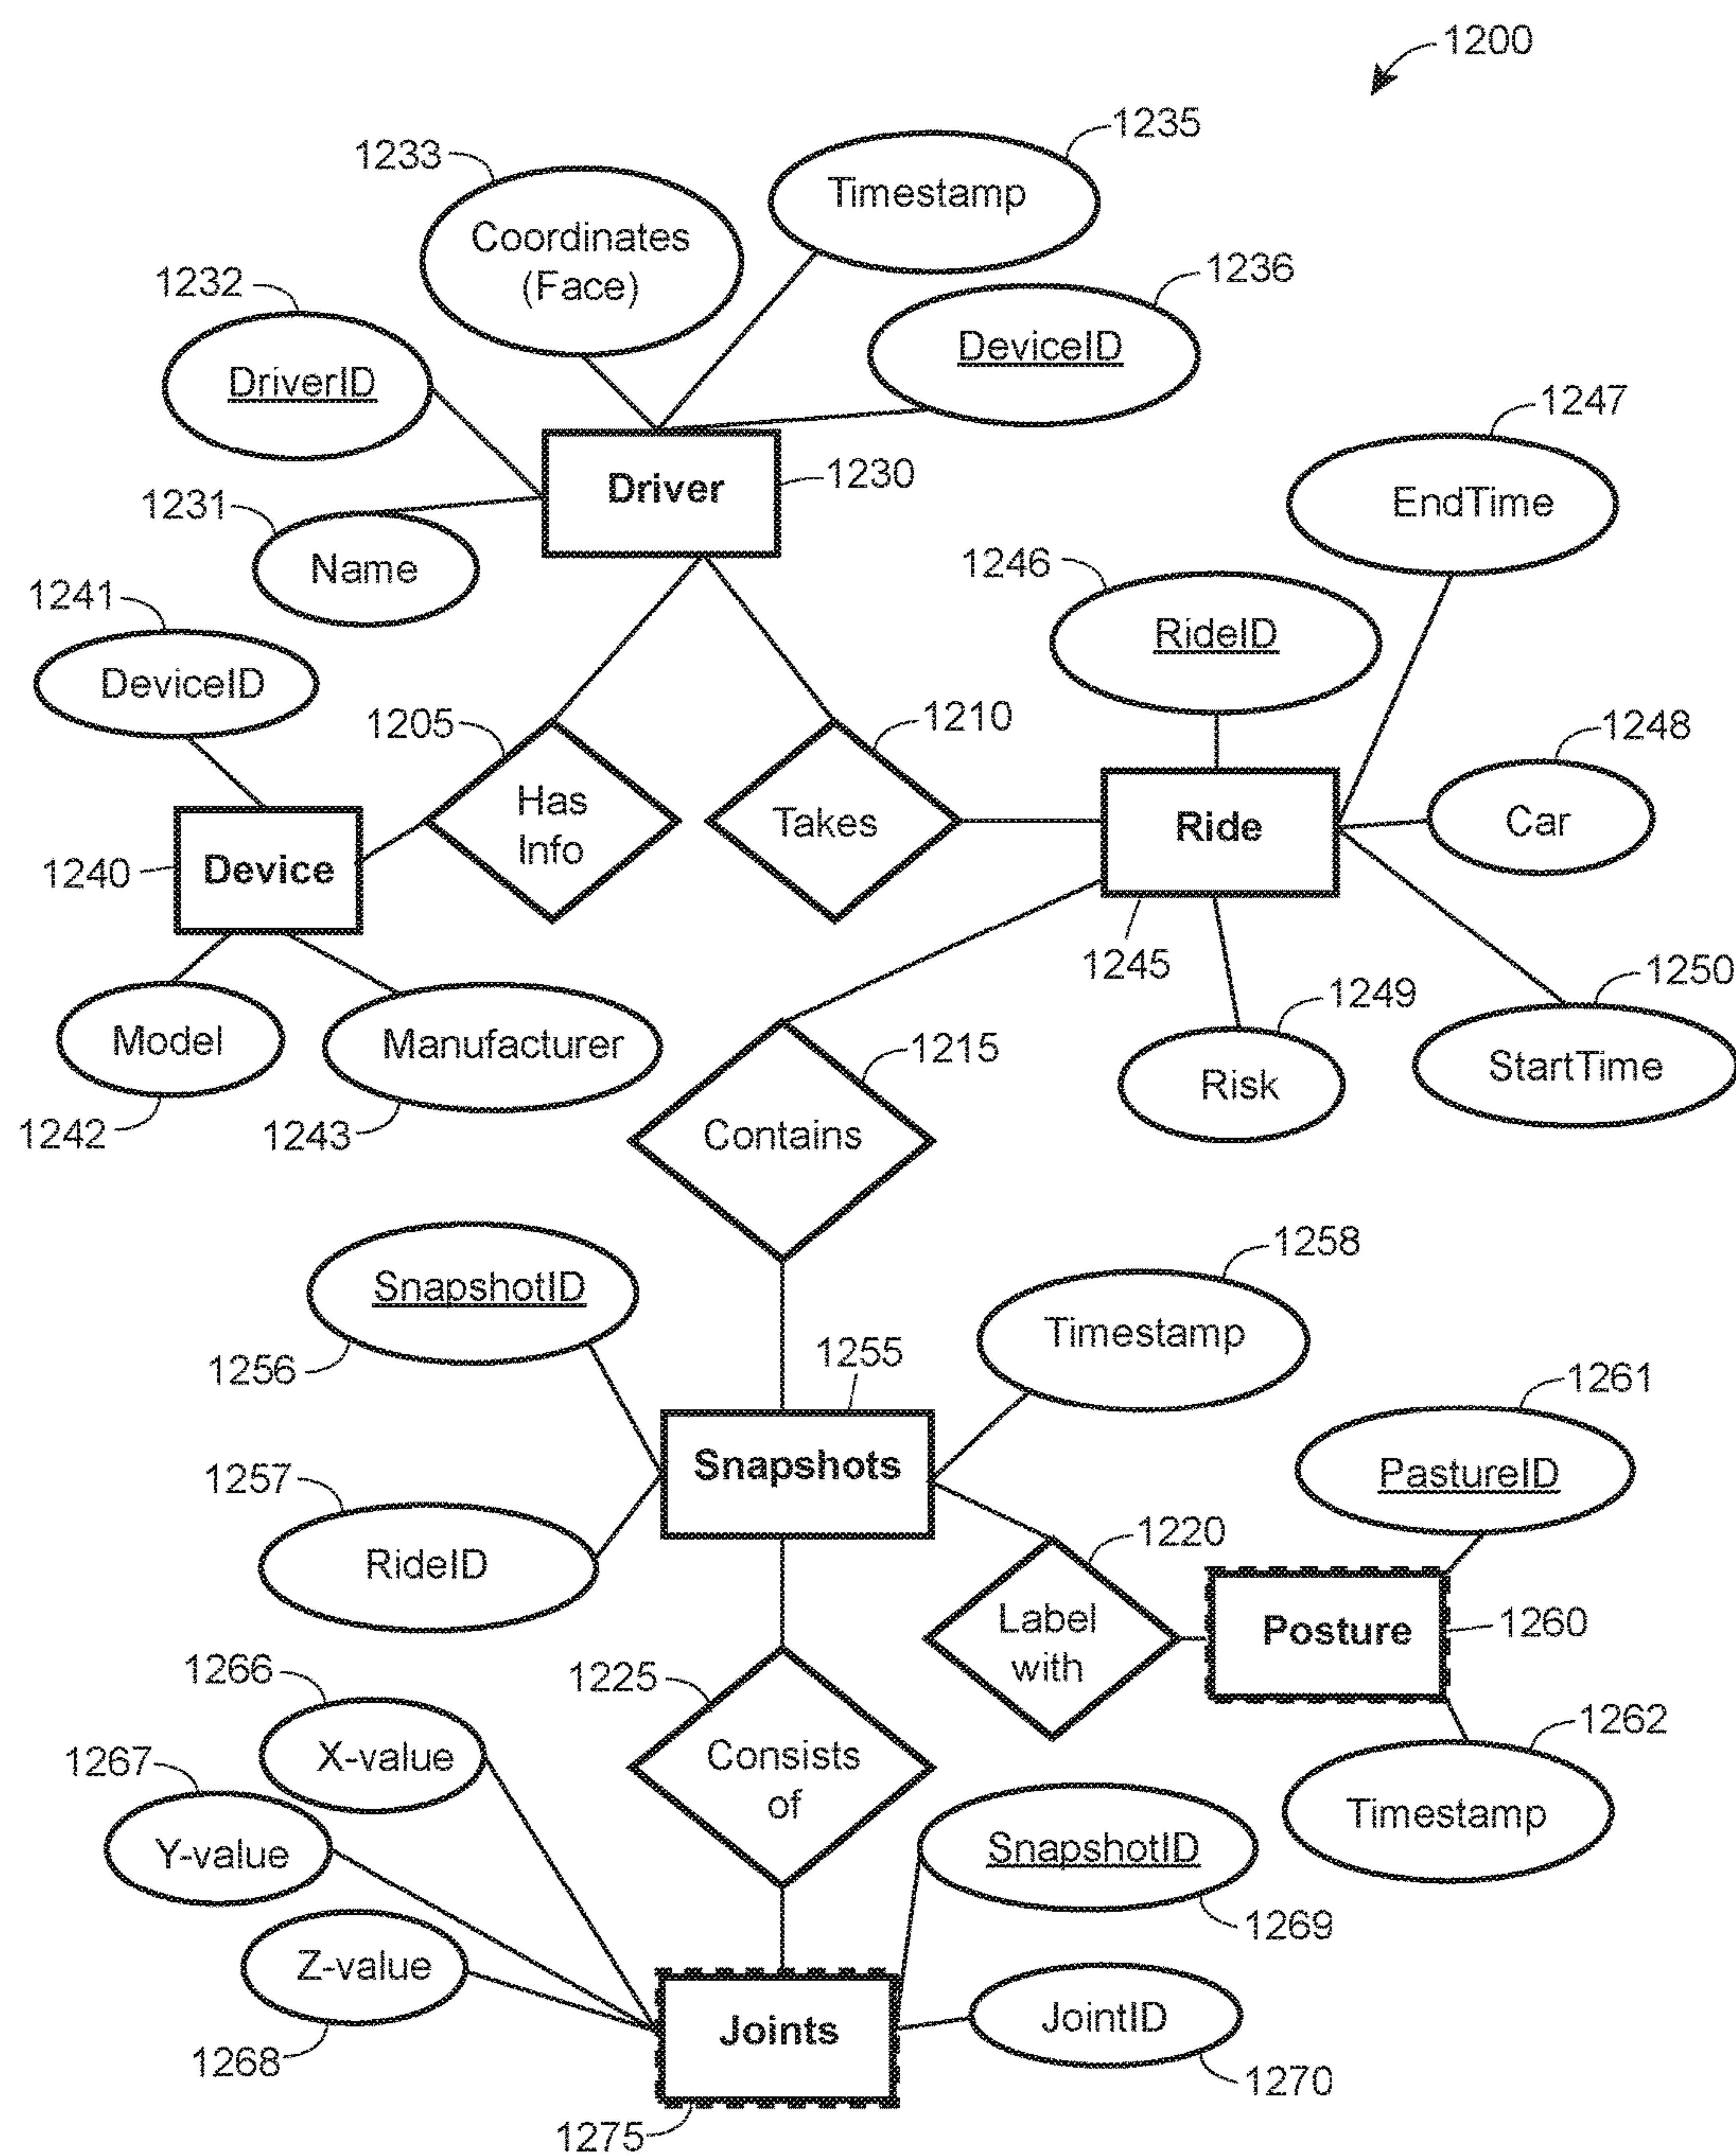 1200
1235
1233
Timestamp
Coordinates
(Face)
1236
1232
DeviceID
DriverID
1247
1230
Driver
EndTime
1231
Name
1246
1241
RideID
DeviceID
1205
1210
1248
Has
Info
Takes
Ride
Car
1240
Device
1245
1250
1249
Model
Manufacturer
1215
StartTime
Risk
1242
1243
Contains
1258
SnapshotID
Timestamp
1256
1255
1261
Snapshots
PastureID
1257
1220
RideID
Label
with
Posture
1260
1266
1225
1262
1267
X-value
Consists
of
Y-value
SnapshotID
Timestamp
1269
Z-value
Joints
JointID
1268
1270
1275